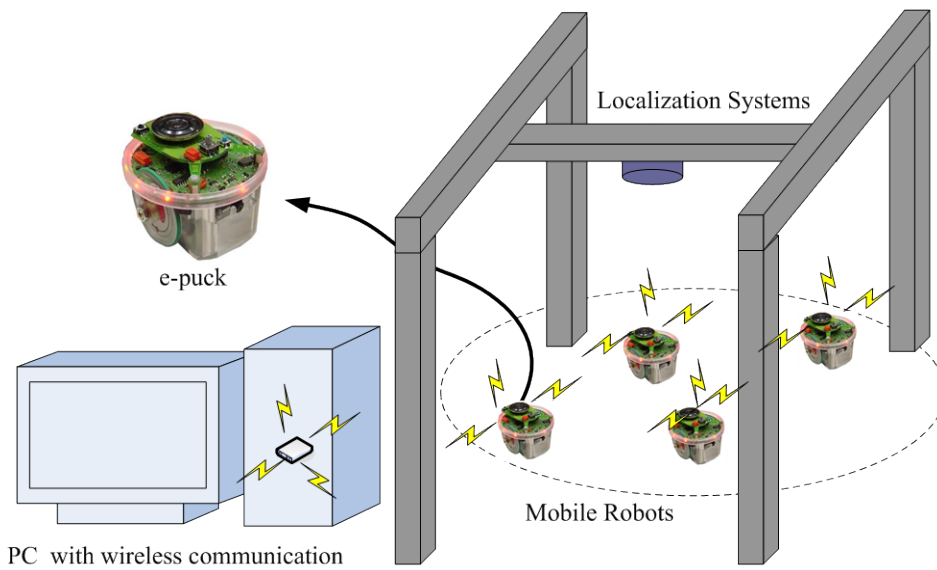 Localization Systems
e-puck
Mobile Robots
PC with wireless communication